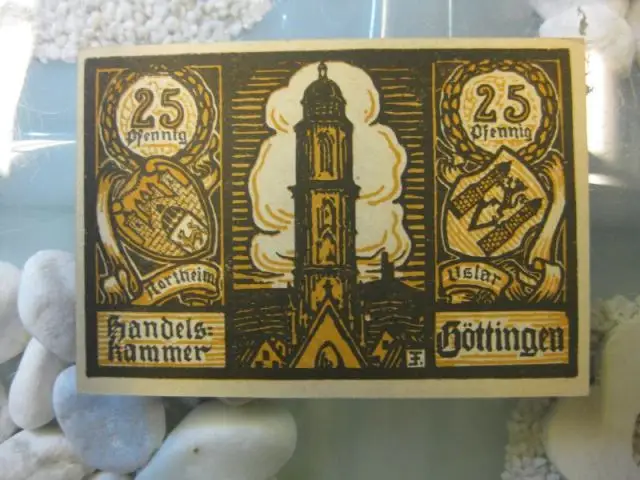 25
Pfennig
Northeim
Handels-
kammer
25
Pfennig
Uslar
Göttingen